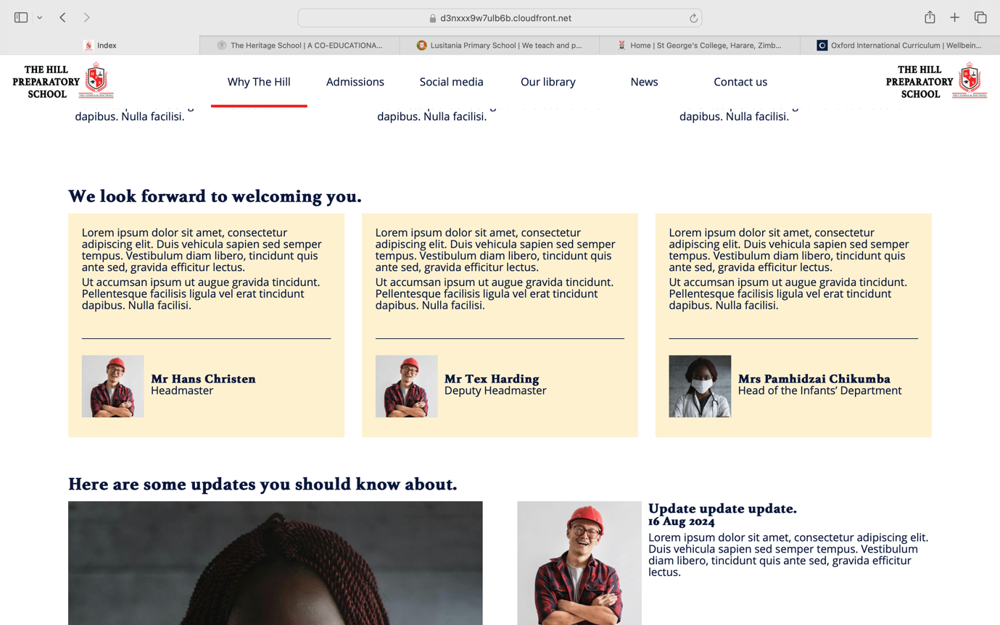 d3nxxx9w7ulb6b.cloudfront.net
Index
The Heritage School | A CO-EDUCATIONA...
Lusitania Primary School | We teach and p...
Home | St George's College, Harare, Zimb...
Oxford International Curriculum | Wellbein...
THE HILL
PREPARATORY
SCHOOL
Why The Hill
Admissions
Social media
Our library
News
Contact us
THE HILL
PREPARATORY
SCHOOL
dapibus. Nulla facilisi.
dapibus. Nulla facilisi.
dapibus. Nulla facilisi.
We look forward to welcoming you.
Lorem ipsum dolor sit amet, consectetur
adipiscing elit. Duis vehicula sapien sed semper
tempus. Vestibulum diam libero, tincidunt quis
ante sed, gravida efficitur lectus.
Ut accumsan ipsum ut augue gravida tincidunt.
Pellentesque facilisis ligula vel erat tincidunt
dapibus. Nulla facilisi.
Mr Hans Christen
Headmaster
Lorem ipsum dolor sit amet, consectetur
adipiscing elit. Duis vehicula sapien sed semper
tempus. Vestibulum diam libero, tincidunt quis
ante sed, gravida efficitur lectus.
Ut accumsan ipsum ut augue gravida tincidunt.
Pellentesque facilisis ligula vel erat tincidunt
dapibus. Nulla facilisi.
Mr Tex Harding
Deputy Headmaster
Lorem ipsum dolor sit amet, consectetur
adipiscing elit. Duis vehicula sapien sed semper
tempus. Vestibulum diam libero, tincidunt quis
ante sed, gravida efficitur lectus.
Ut accumsan ipsum ut augue gravida tincidunt.
Pellentesque facilisis ligula vel erat tincidunt
dapibus. Nulla facilisi.
Mrs Pamhidzai Chikumba
Head of the Infants’ Department
Here are some updates you should know about.
Update update update.
16 Aug 2024
Lorem ipsum dolor sit amet, consectetur adipiscing elit.
Duis vehicula sapien sed semper tempus. Vestibulum
diam libero, tincidunt quis ante sed, gravida efficitur
lectus.